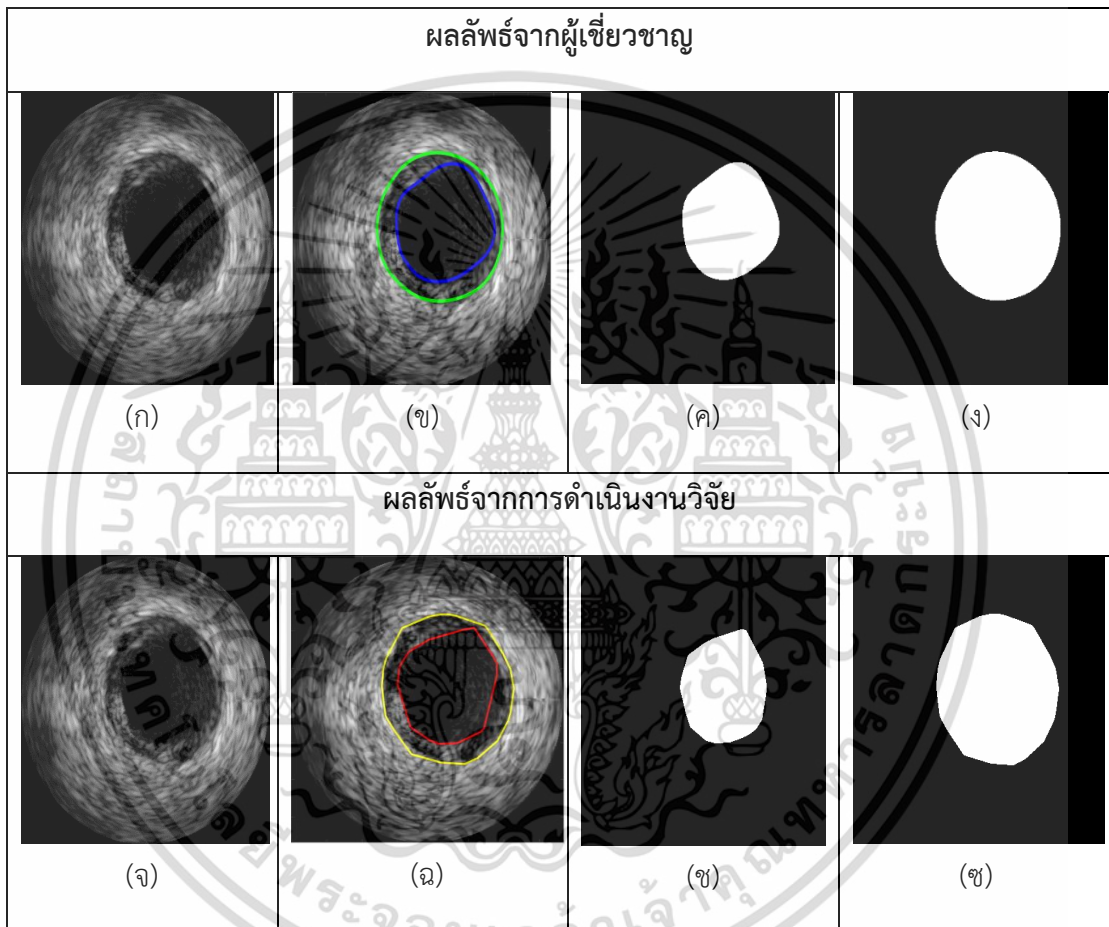 ผลลัพธ์จากผู้เชี่ยวชาญ
(ก) (ข) (ค) (ง)
ผลลัพธ์จากการดำเนินงานวิจัย
(จ) (ฉ) (ช) (ซ)